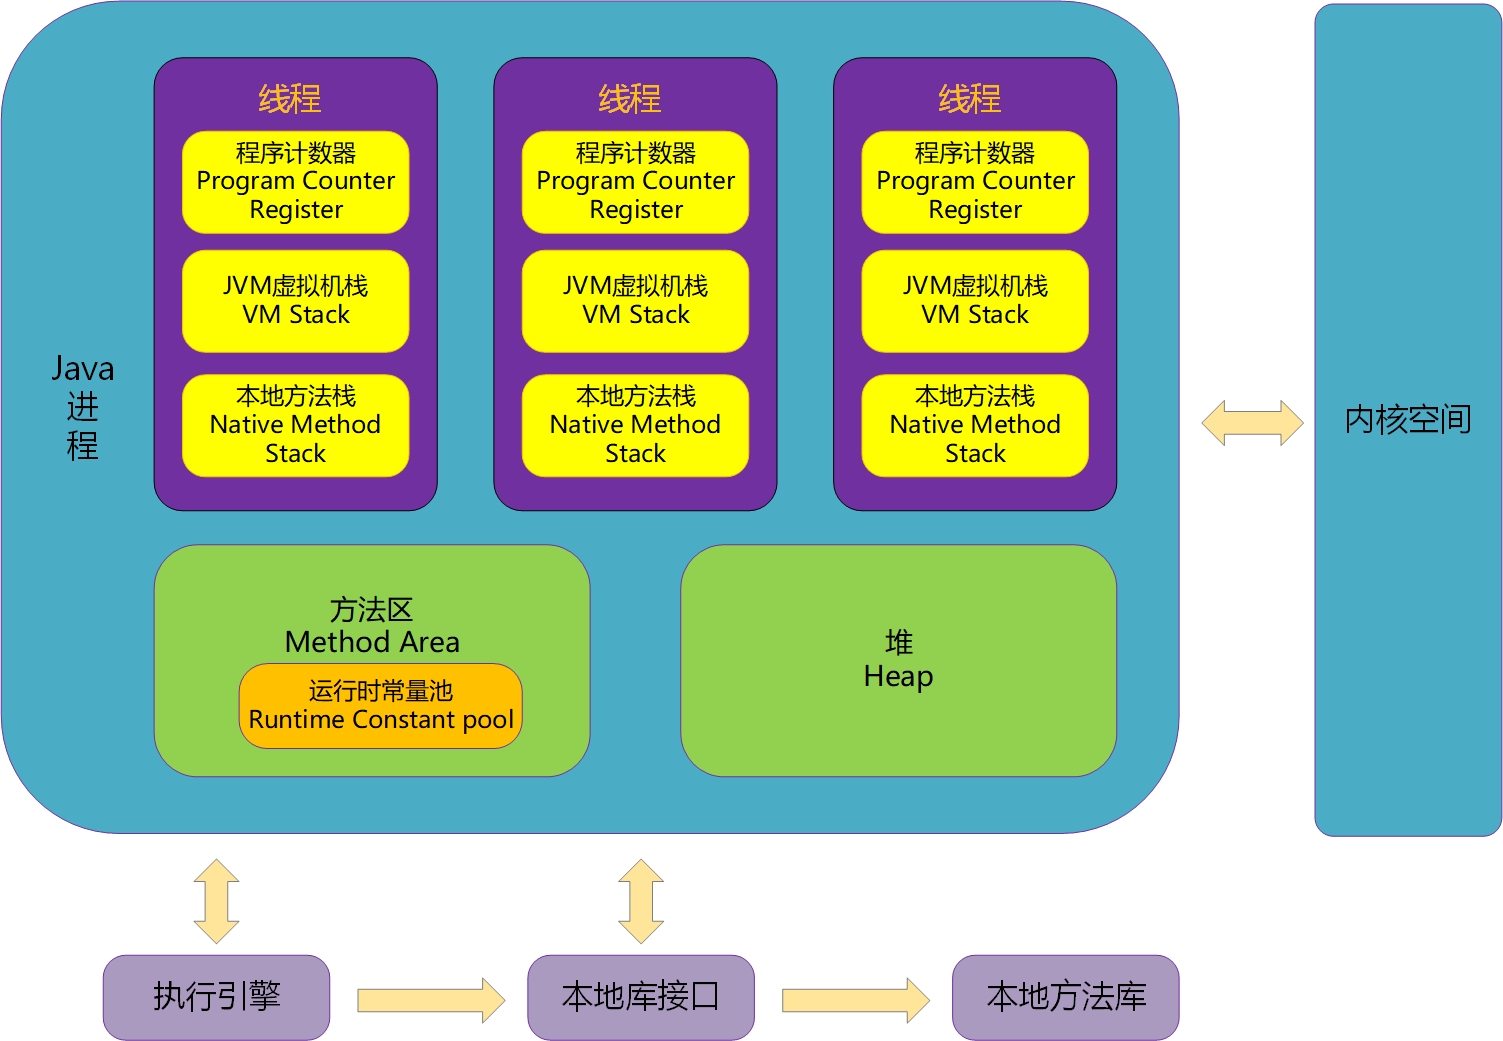 线程
程序计数器
Program Counter
Register
JVM虚拟机栈
VM Stack
本地方法栈
Native Method
Stack
线程
程序计数器
Program Counter
Register
JVM虚拟机栈
VM Stack
本地方法栈
Native Method
Stack
线程
程序计数器
Program Counter
Register
JVM虚拟机栈
VM Stack
本地方法栈
Native Method
Stack
Java
进
程
内核空间
方法区
Method Area
运行时常量池
Runtime Constant pool
堆
Heap
执行引擎
本地库接口
本地方法库